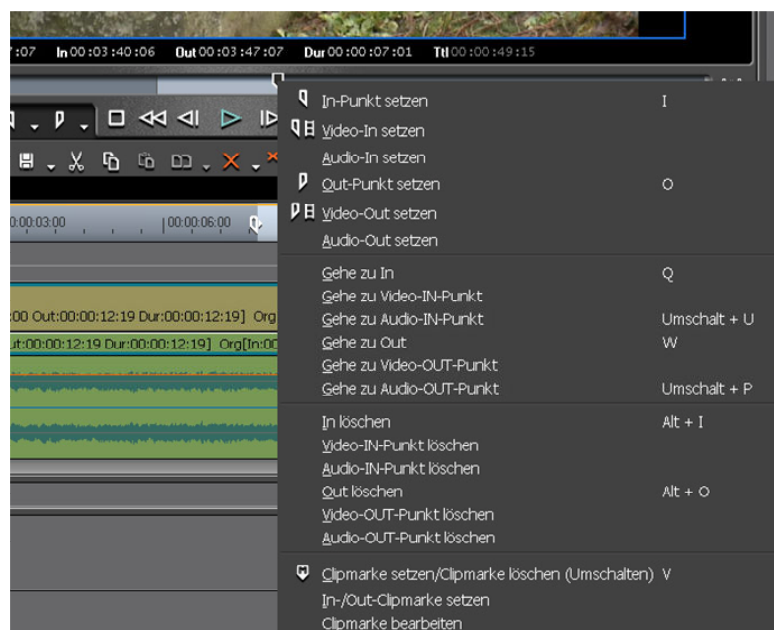 :07 In 00:03:40:06 Out 00:03:47:07 Dur 00:00:07:01 Ttl 00:00:49:15
In-Punkt setzen I
Video-In setzen
Audio-In setzen
Out-Punkt setzen O
Video-Out setzen
Audio-Out setzen
0:00:03:00 00:00:06:00
Gehe zu In Q
Gehe zu Video-IN-Punkt
Gehe zu Audio-IN-Punkt Umschalt + U
Gehe zu Out W
Gehe zu Video-OUT-Punkt
Gehe zu Audio-OUT-Punkt Umschalt + P
:00 Out:00:00:12:19 Dur:00:00:12:19] Org
ut:00:00:12:19 Dur:00:00:12:19] Org[In:00
In löschen Alt + I
Video-IN-Punkt löschen
Audio-IN-Punkt löschen
Out löschen Alt + O
Video-OUT-Punkt löschen
Audio-OUT-Punkt löschen
Clipmarke setzen/Clipmarke löschen (Umschalten) V
In-/Out-Clipmarke setzen
Clipmarke bearbeiten